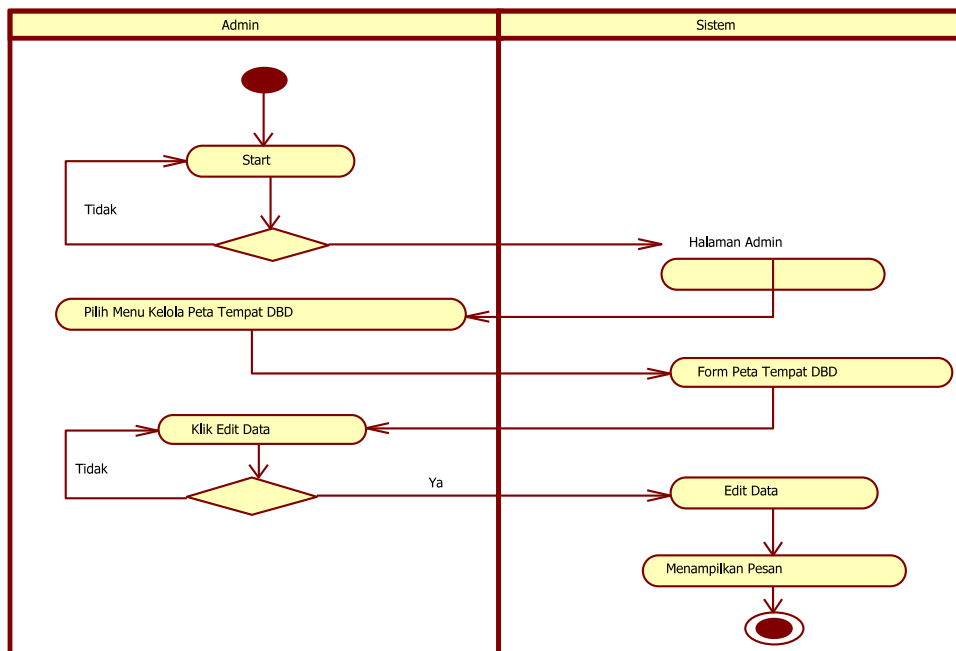 Admin
Sistem
Start
Tidak
Halaman Admin
Pilih Menu Kelola Peta Tempat DBD
Form Peta Tempat DBD
Klik Edit Data
Tidak
Ya
Edit Data
Menampilkan Pesan